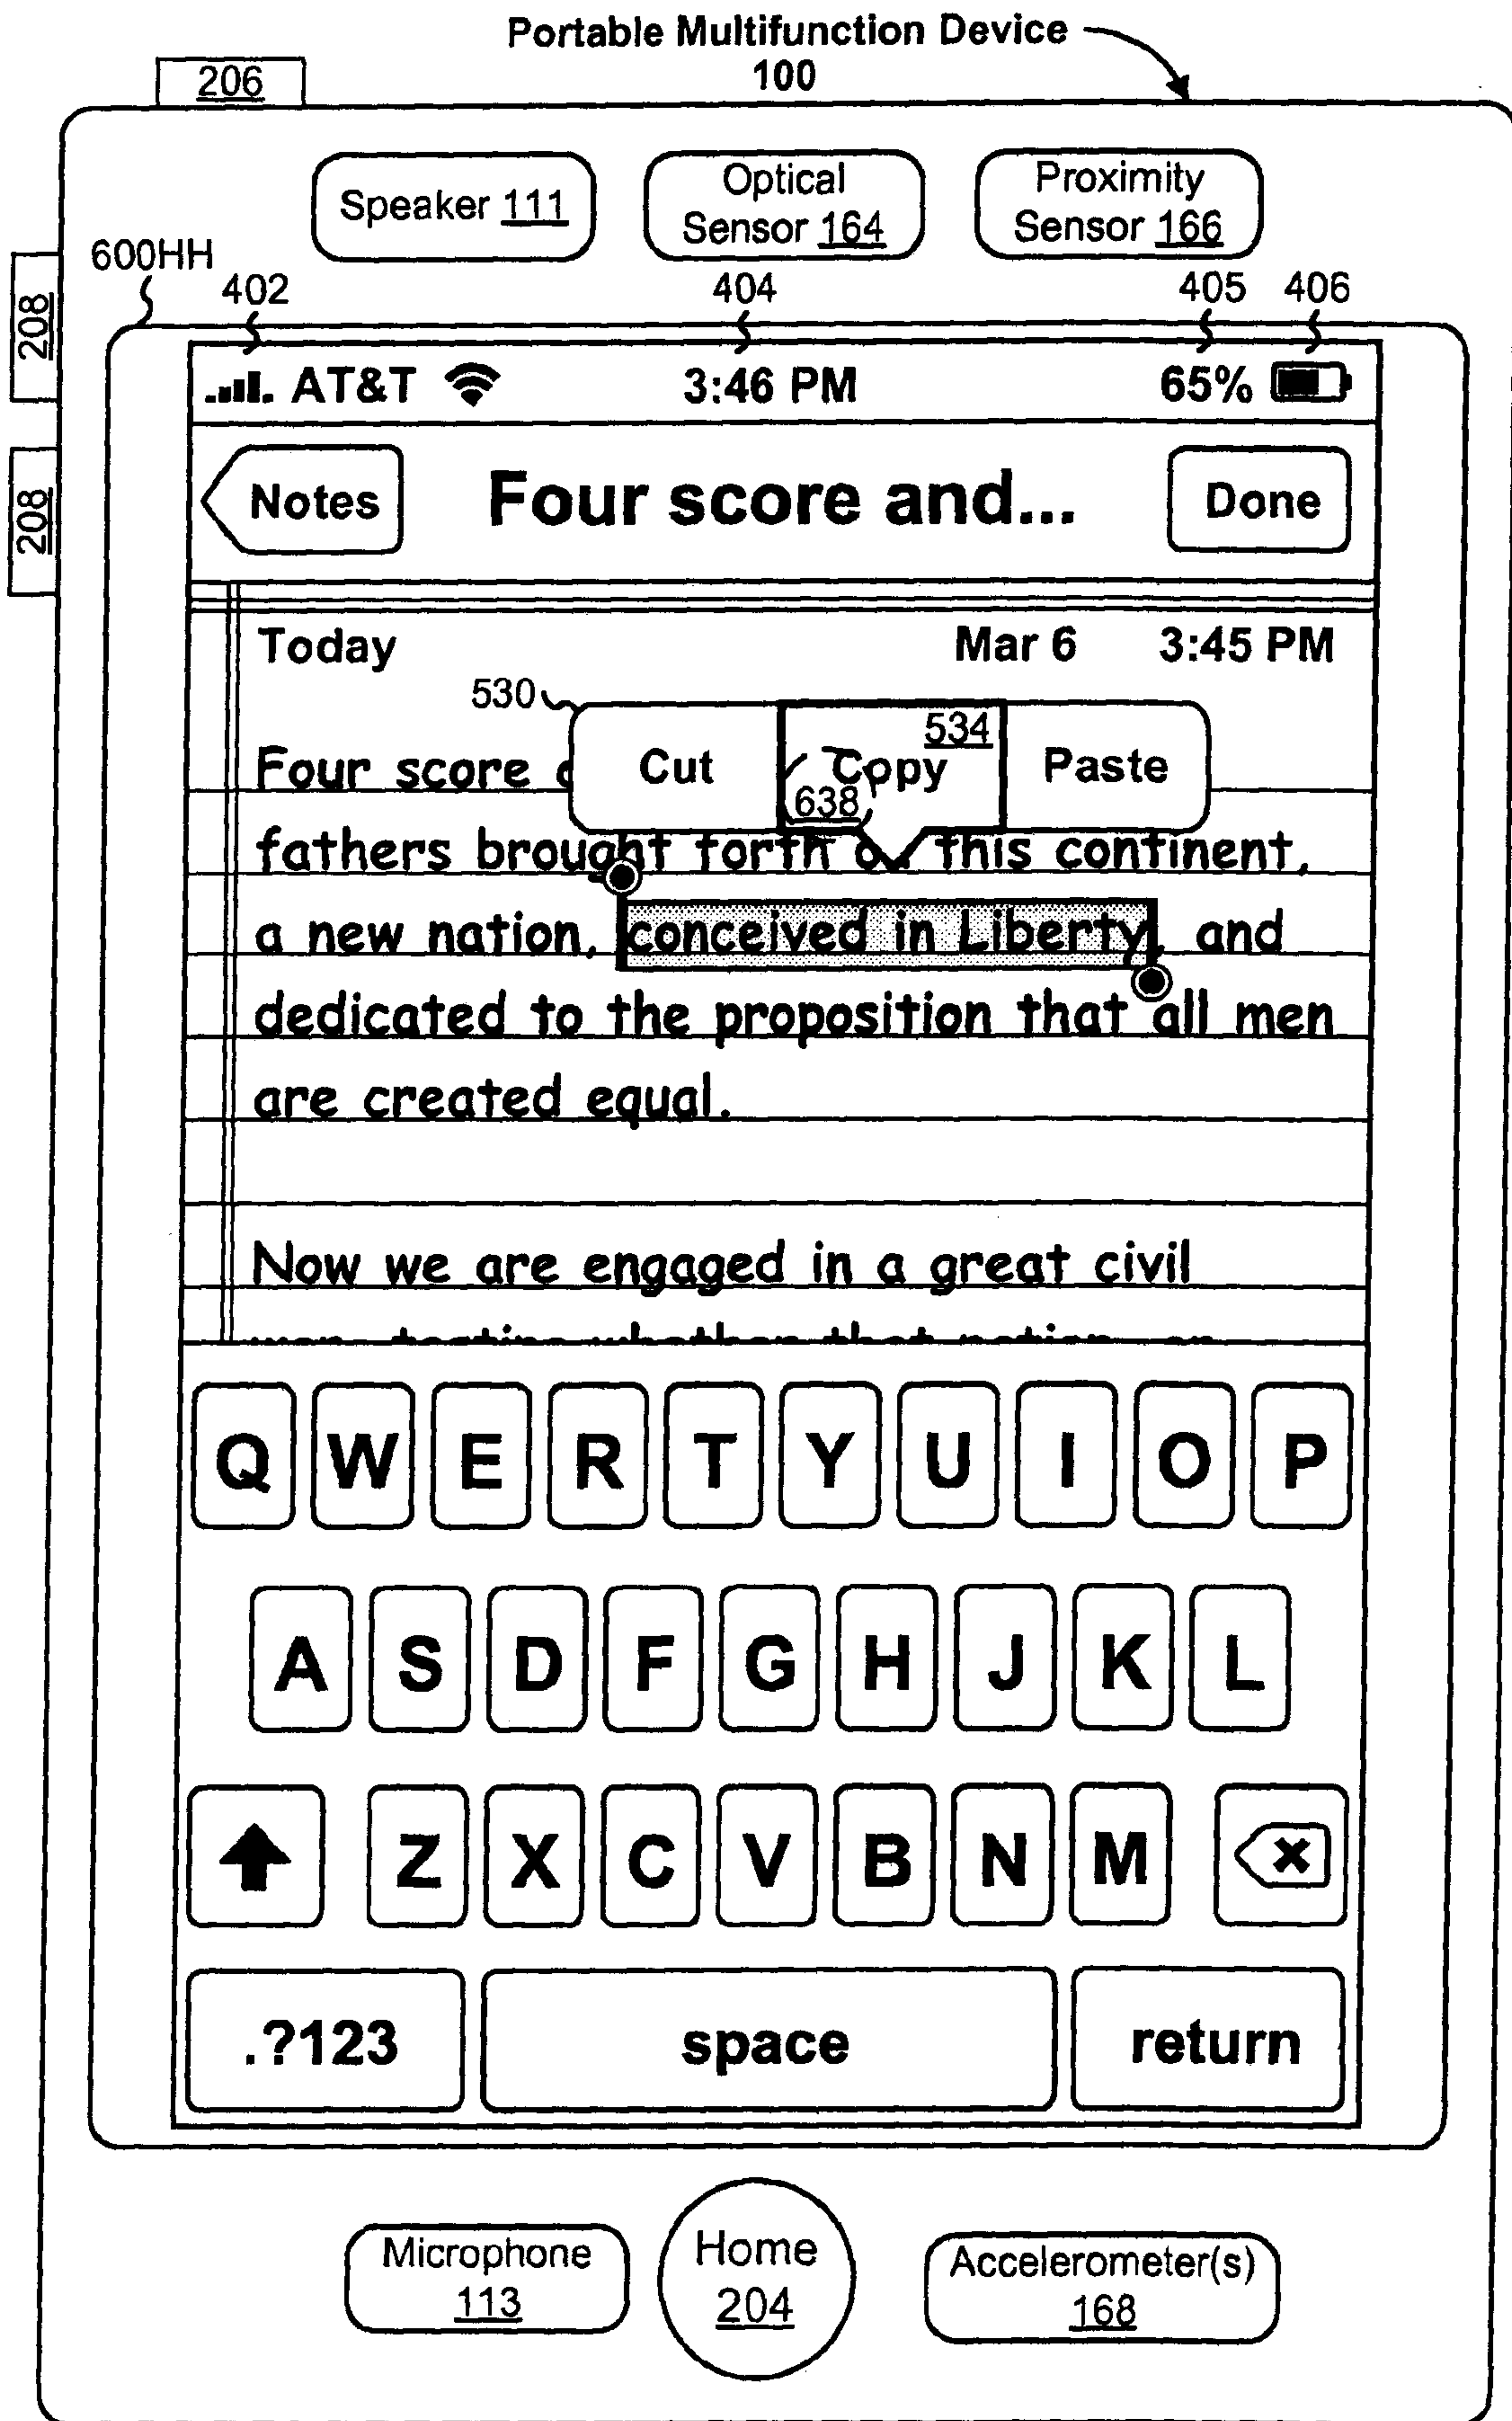 Portable Multifunction Device
100
206
Speaker 111
Optical
Sensor 164
Proximity
Sensor 166
208
208
600HH
402 404 405 406
AT&T 3:46 PM 65%
Notes Four score and... Done
Today Mar 6 3:45 PM
530
Cut Copy 534 Paste
638
Four score
fathers brought forth this continent,
a new nation, conceived in Liberty, and
dedicated to the proposition that all men
are created equal.
Now we are engaged in a great civil
Q W E R T Y U I O P
A S D F G H J K L
Z X C V B N M
.?123 space return
Microphone
113
Home
204
Accelerometer(s)
168